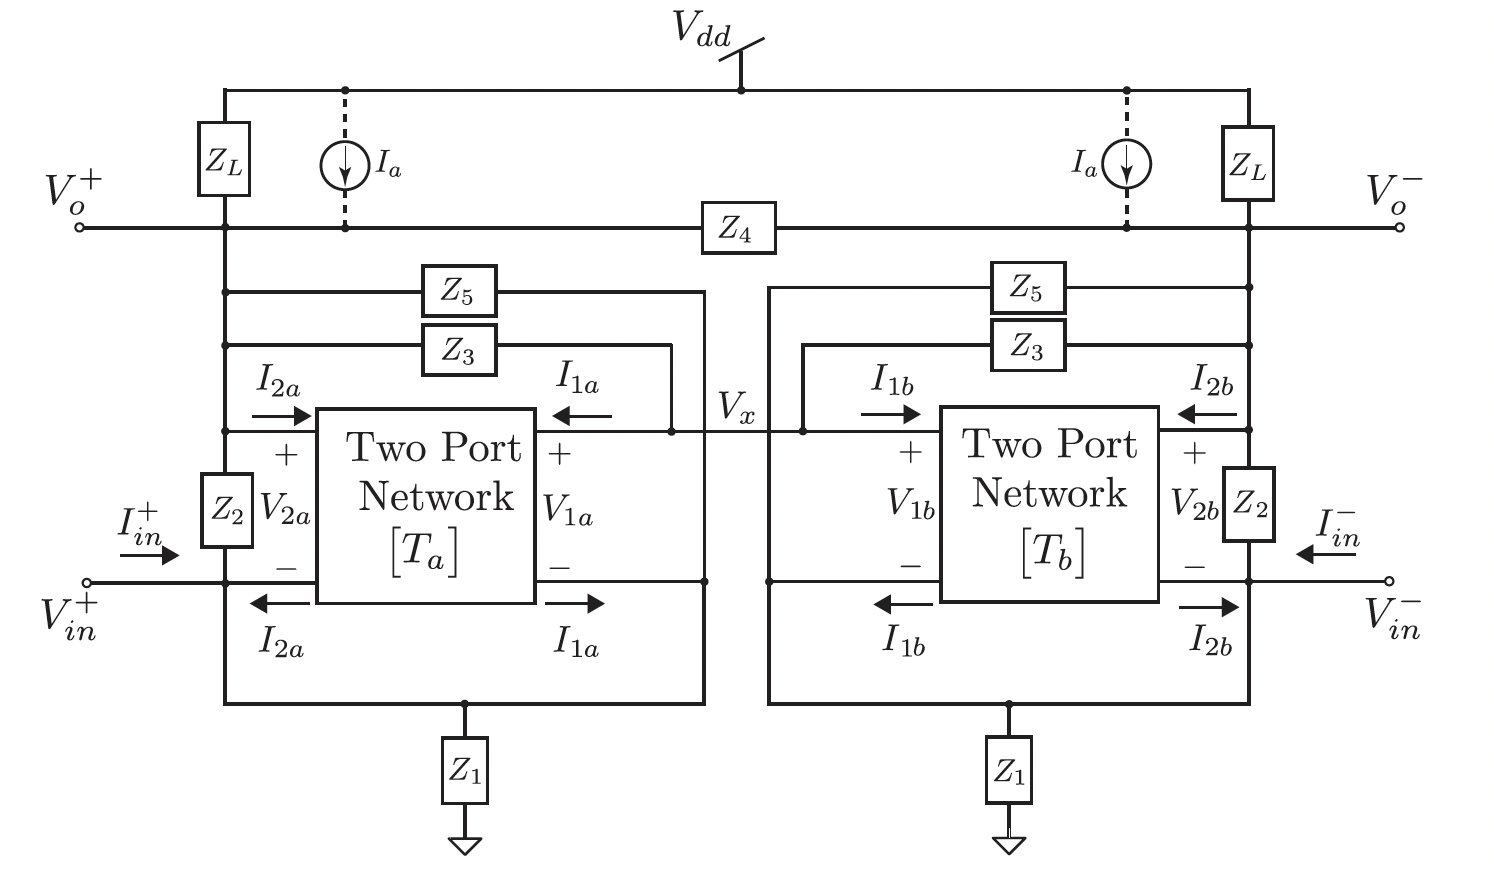 V_{dd}
Z_L
I_a
I_a
Z_L
V_o^+
V_o^-
Z_4
Z_5
Z_5
Z_3
Z_3
I_{2a}
I_{1a}
V_x
I_{1b}
I_{2b}
+
+
+
+
Two Port
Network
[T_a]
Two Port
Network
[T_b]
Z_2
V_{2a}
V_{1a}
V_{1b}
V_{2b}
Z_2
I_{in}^+
I_{in}^-
−
−
−
−
V_{in}^+
V_{in}^-
I_{2a}
I_{1a}
I_{1b}
I_{2b}
Z_1
Z_1